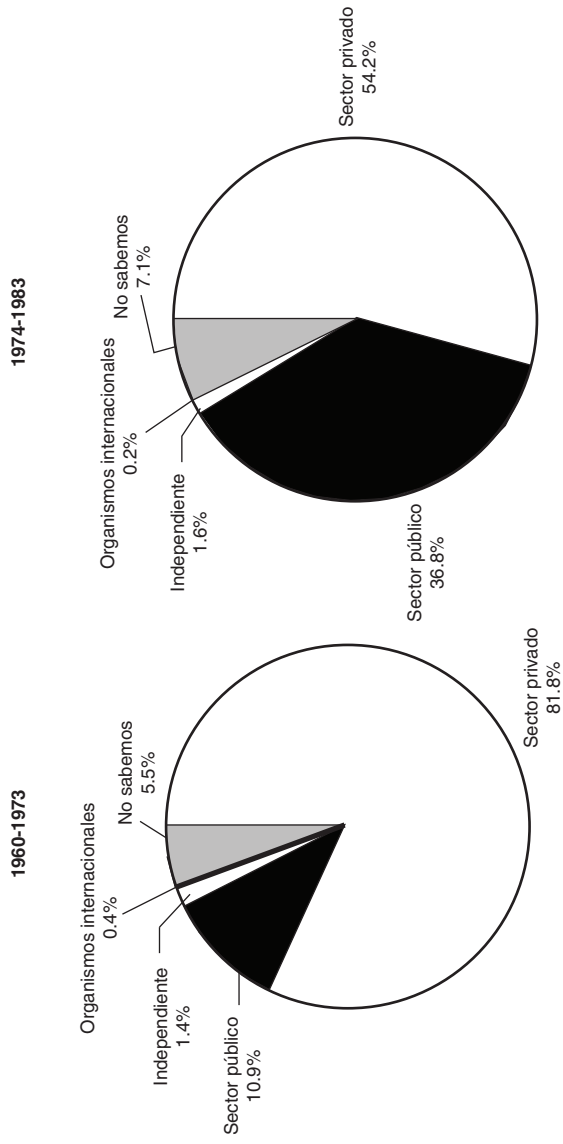 1960-1973
Organismos internacionales
0.4%
No sabemos
5.5%
Independiente
1.4%
Sector público
10.9%
Sector privado
81.8%
1974-1983
Organismos internacionales
0.2%
No sabemos
7.1%
Independiente
1.6%
Sector público
36.8%
Sector privado
54.2%